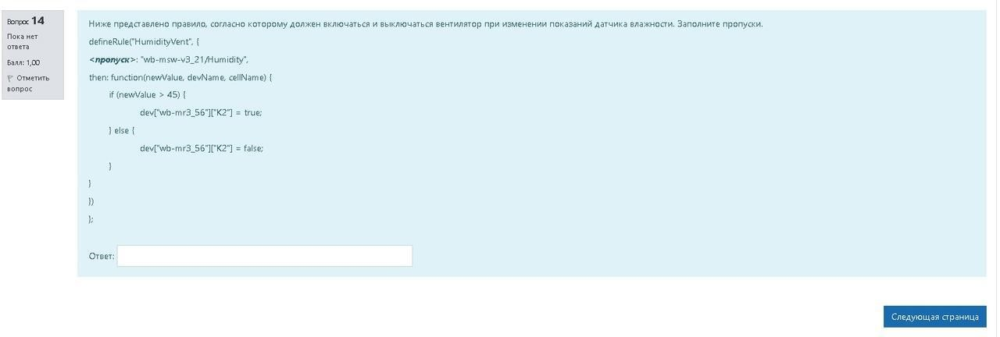 Вопрос 14
Пока нет
ответа
Балл: 1,00
Отметить
вопрос
Ниже представлено правило, согласно которому должен включаться и выключаться вентилятор при изменении показаний датчика влажности. Заполните пропуски.
defineRule("HumidityVent", {
<пропуск>: "wb-msw-v3_21/Humidity",
then: function(newValue, devName, cellName) {
if (newValue > 45) {
dev["wb-mr3_56"]["K2"] = true;
} else {
dev["wb-mr3_56"]["K2"] = false;
}
}
})
};
Ответ:
Следующая страница